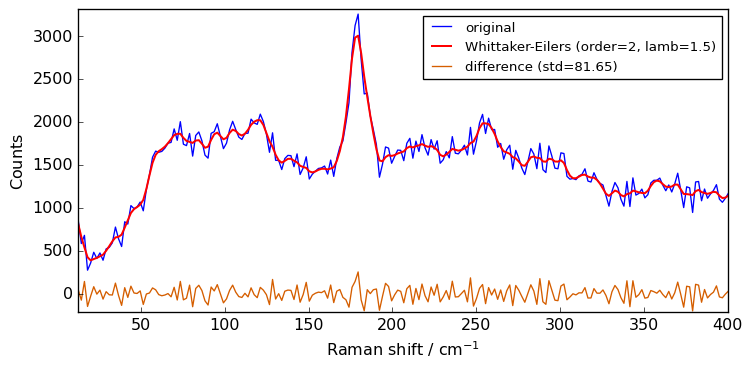 original
Whittaker-Eilers (order=2, lamb=1.5)
difference (std=81.65)
Counts
3000
2500
2000
1500
1000
500
0
50 100 150 200 250 300 350 400
Raman shift / cm⁻¹